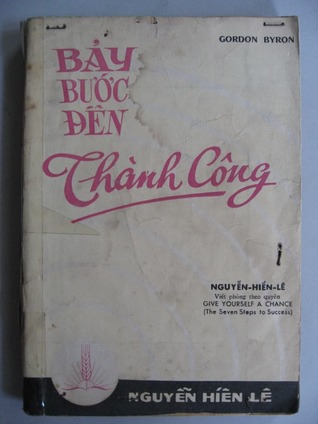 GORDON BYRON
BẢY
BƯỚC
ĐẾN
Thành Công
NGUYỄN-HIẾN-LÊ
Viết phỏng theo quyển
GIVE YOURSELF A CHANCE
(The Seven Steps to Success)
NGUYỄN HIẾN LÊ